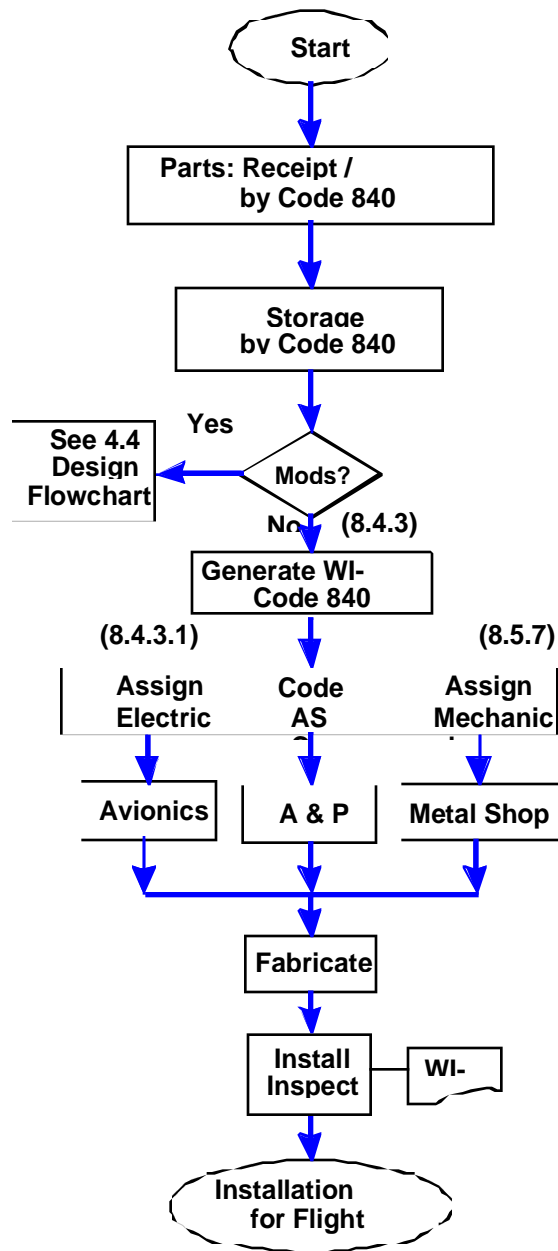 Start
Parts: Receipt /
by Code 840
Storage
by Code 840
Yes
See 4.4
Design
Flowchart
Mods?
No
(8.4.3)
Generate WI-
Code 840
(8.4.3.1)
(8.5.7)
Assign
Electric
Code
AS
Assign
Mechanic
Avionics
A & P
Metal Shop
Fabricate
Install
Inspect
WI-
Installation
for Flight